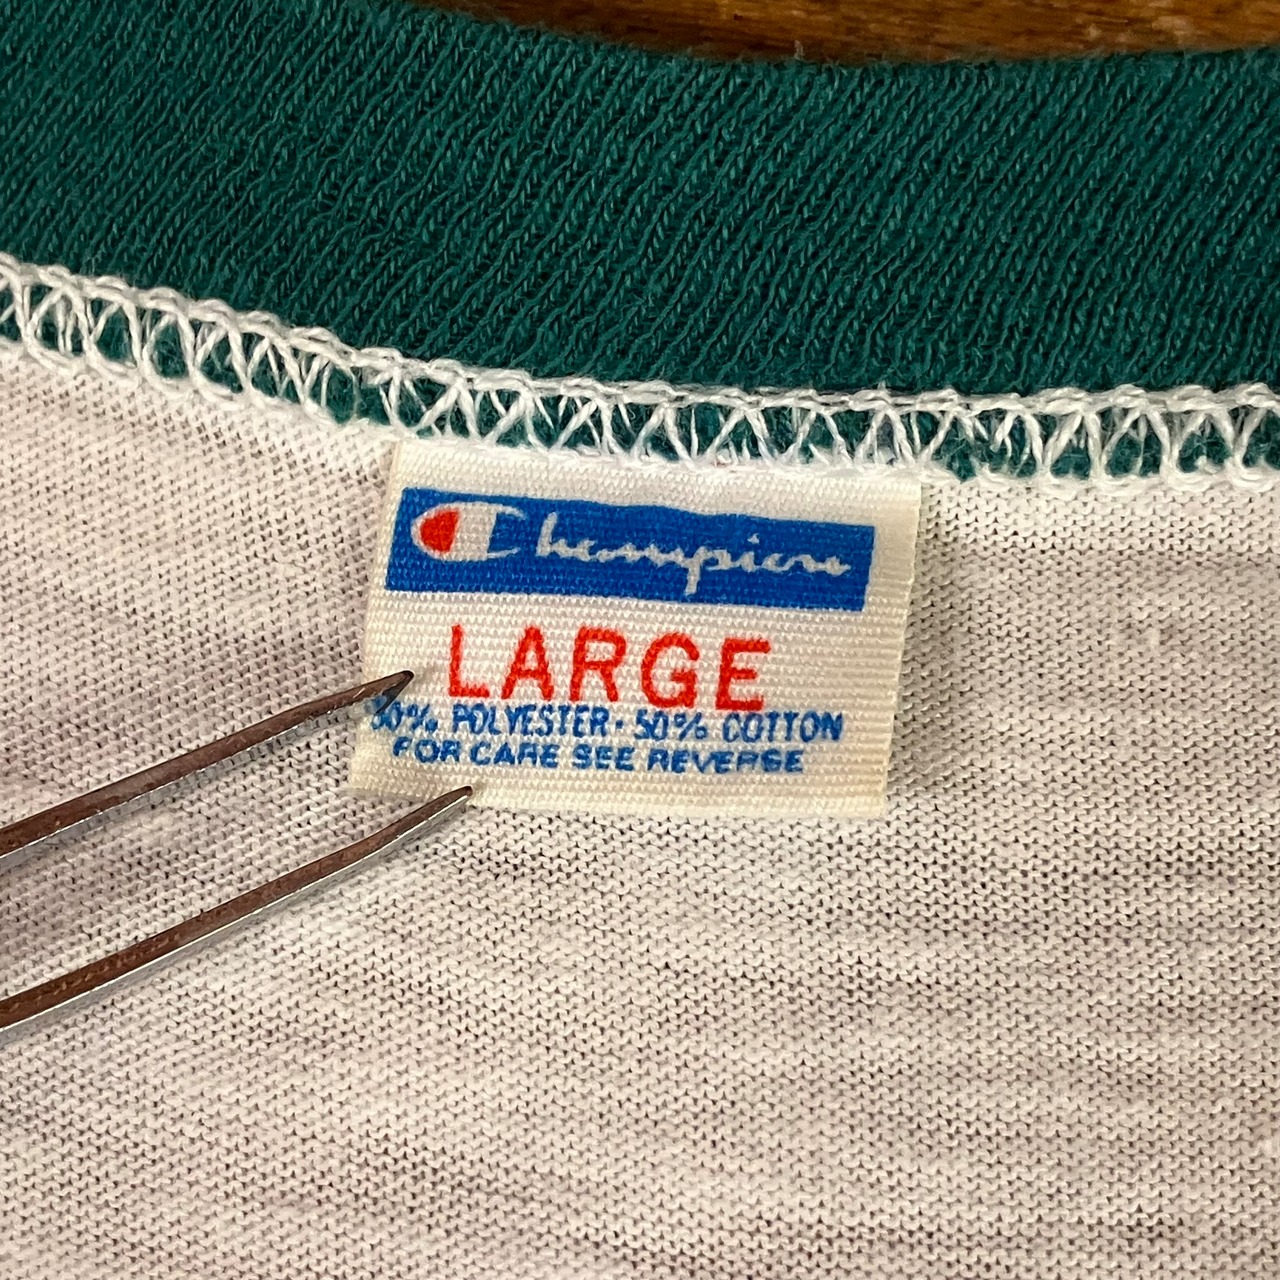 Champion
LARGE
50% POLYESTER · 50% COTTON
FOR CARE SEE REVERSE